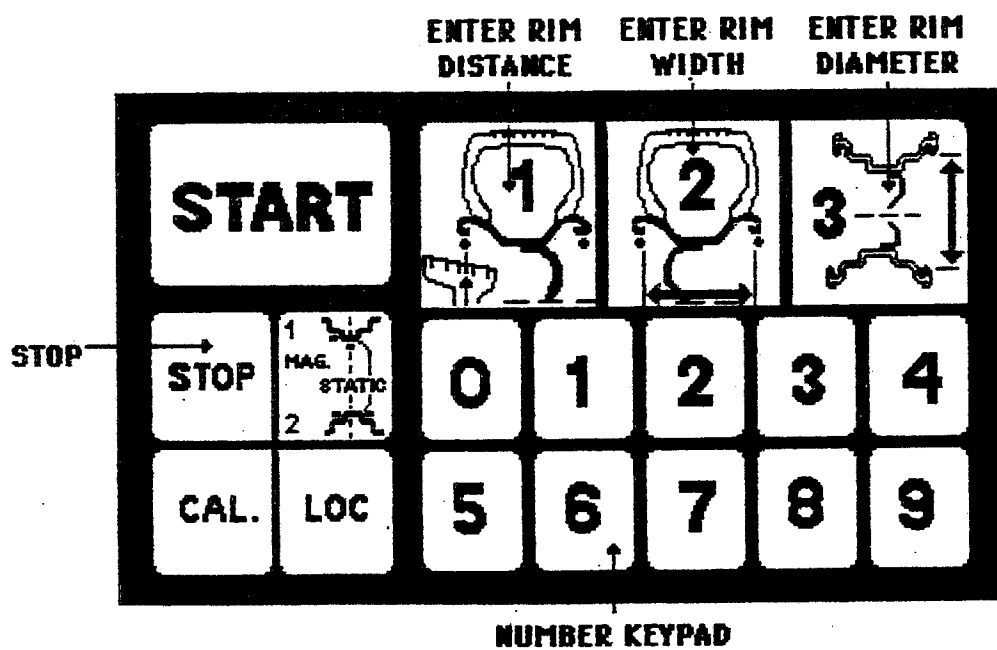 ENTER RIM
DISTANCE
ENTER RIM
WIDTH
ENTER RIM
DIAMETER
START
1
2
3
STOP
STOP
1
MAG.
STATIC
2
0
1
2
3
4
CAL.
LOC
5
6
7
8
9
NUMBER KEYPAD